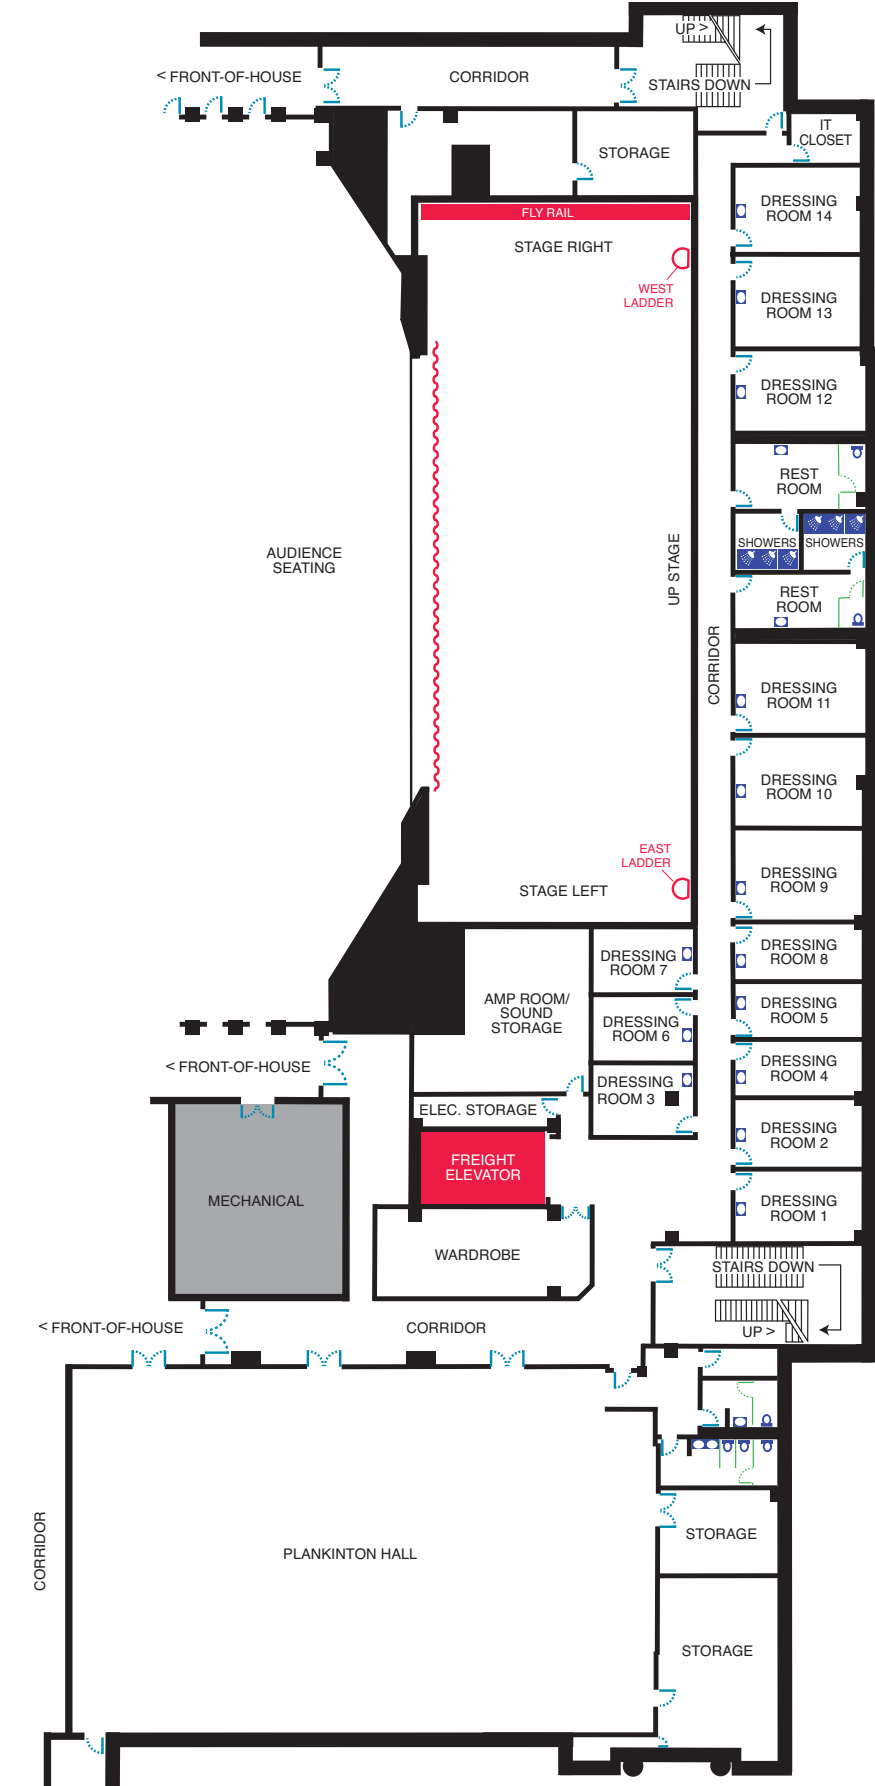 UP >
< FRONT-OF-HOUSE
CORRIDOR
STAIRS DOWN
IT
CLOSET
STORAGE
DRESSING
ROOM 14
FLY RAIL
STAGE RIGHT
WEST
LADDER
DRESSING
ROOM 13
DRESSING
ROOM 12
REST
ROOM
SHOWERS
SHOWERS
AUDIENCE
SEATING
UP STAGE
REST
ROOM
CORRIDOR
DRESSING
ROOM 11
DRESSING
ROOM 10
EAST
LADDER
STAGE LEFT
DRESSING
ROOM 9
DRESSING
ROOM 7
DRESSING
ROOM 8
AMP ROOM/
SOUND
STORAGE
DRESSING
ROOM 5
DRESSING
ROOM 6
< FRONT-OF-HOUSE
DRESSING
ROOM 4
DRESSING
ROOM 3
ELEC. STORAGE
DRESSING
ROOM 2
FREIGHT
ELEVATOR
MECHANICAL
DRESSING
ROOM 1
WARDROBE
STAIRS DOWN
< FRONT-OF-HOUSE
CORRIDOR
UP >
CORRIDOR
PLANKINTON HALL
STORAGE
STORAGE